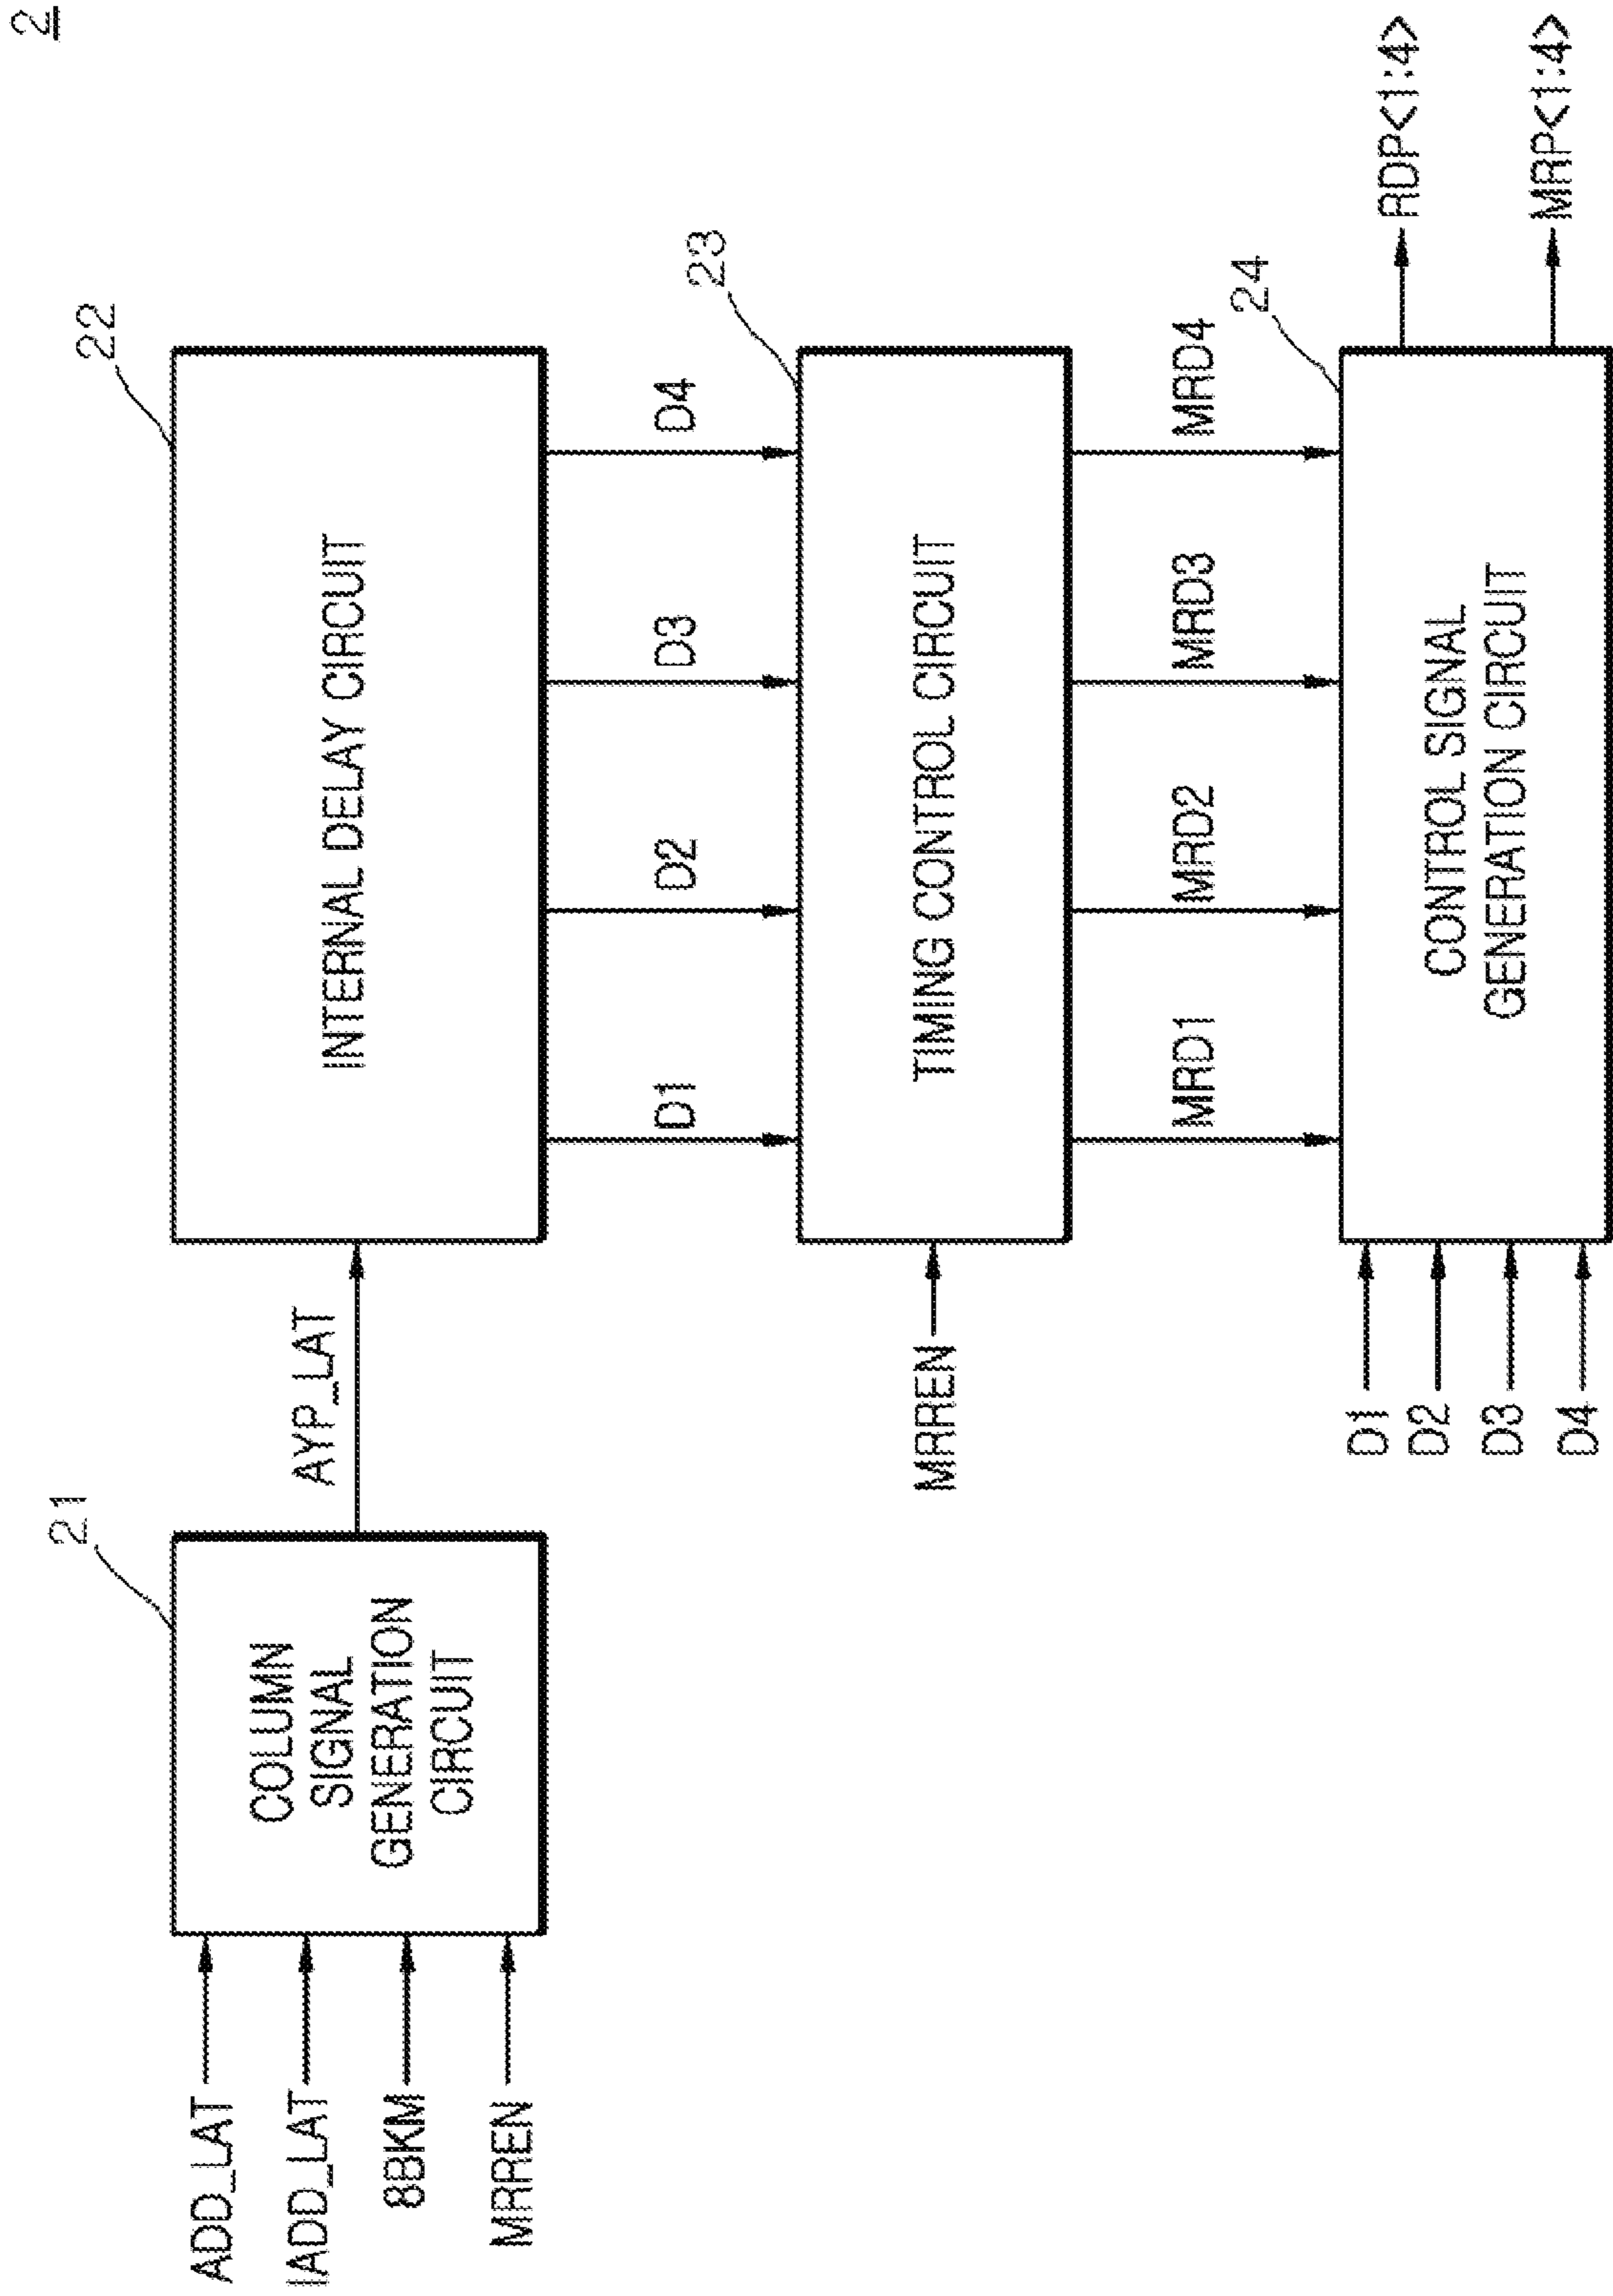 2
21
22
ADD_LAT
IADD_LAT
8BKM
MRREN
COLUMN
SIGNAL
GENERATION
CIRCUIT
AYP_LAT
INTERNAL DELAY CIRCUIT
D1
D2
D3
D4
23
MRREN
TIMING CONTROL CIRCUIT
MRD1
MRD2
MRD3
MRD4
24
D1
D2
D3
D4
CONTROL SIGNAL
GENERATION CIRCUIT
RDP<1:4>
MRP<1:4>